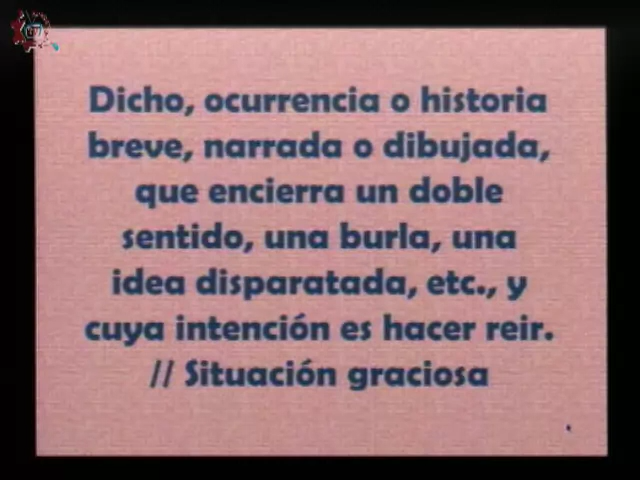 Dicho, ocurrencia o historia
breve, narrada o dibujada,
que encierra un doble
sentido, una burla, una
idea disparatada, etc., y
cuya intención es hacer reir.
// Situación graciosa